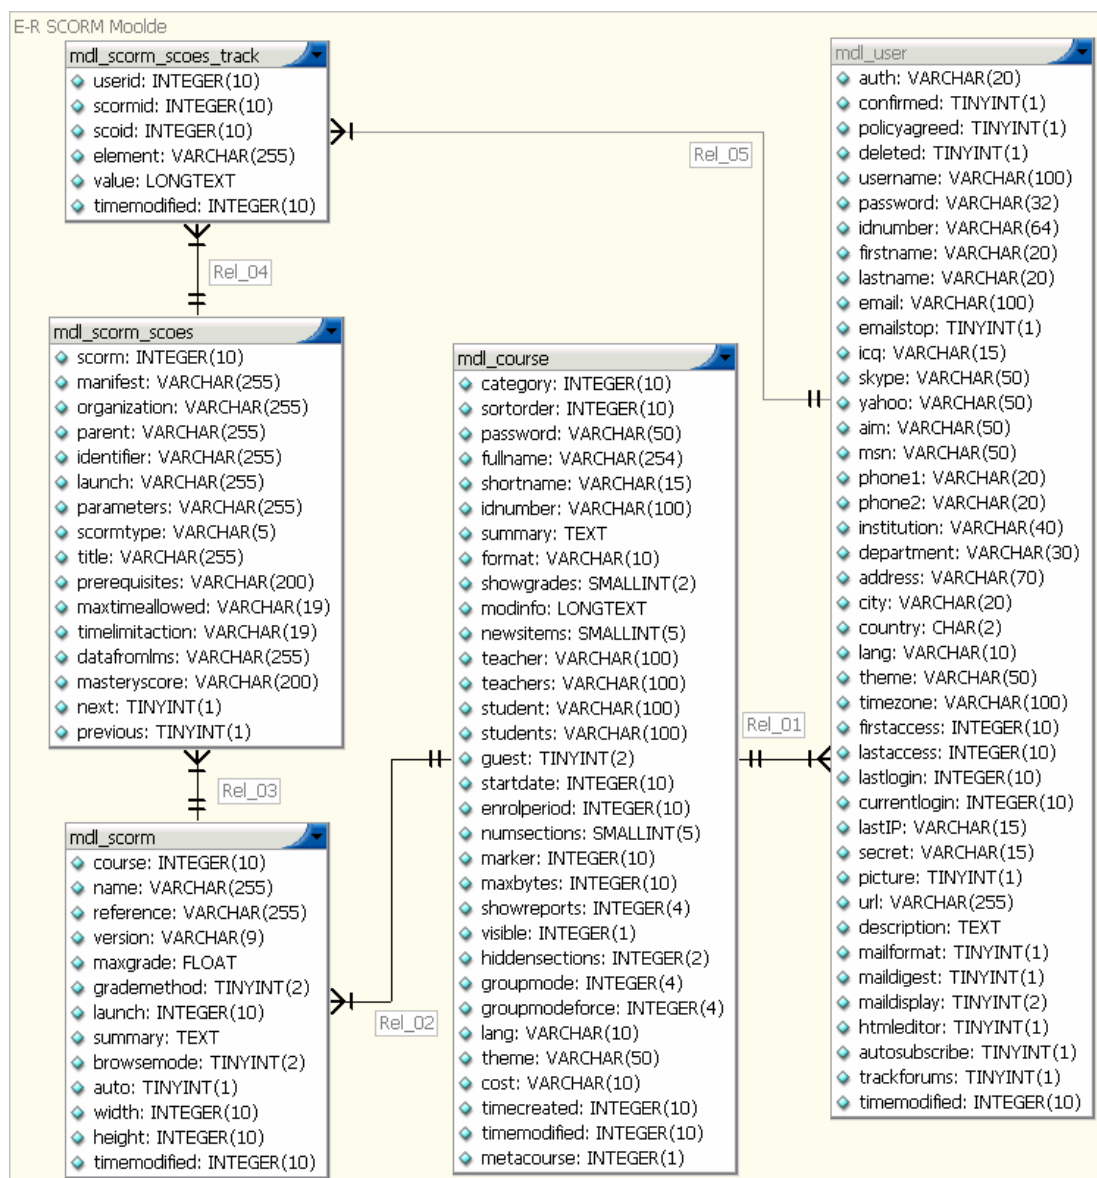 E-R SCORM Moolde
mdl_scorm_scoes_track
userid: INTEGER(10)
scormid: INTEGER(10)
scoid: INTEGER(10)
element: VARCHAR(255)
value: LONGTEXT
timemodified: INTEGER(10)
Rel_04
mdl_scorm_scoes
scorm: INTEGER(10)
manifest: VARCHAR(255)
organization: VARCHAR(255)
parent: VARCHAR(255)
identifier: VARCHAR(255)
launch: VARCHAR(255)
parameters: VARCHAR(255)
scormtype: VARCHAR(5)
title: VARCHAR(255)
prerequisites: VARCHAR(200)
maxtimeallowed: VARCHAR(19)
timelimitaction: VARCHAR(19)
datafromlms: VARCHAR(255)
masteryscore: VARCHAR(200)
next: TINYINT(1)
previous: TINYINT(1)
Rel_03
mdl_scorm
course: INTEGER(10)
name: VARCHAR(255)
reference: VARCHAR(255)
version: VARCHAR(9)
maxgrade: FLOAT
grademethod: TINYINT(2)
launch: INTEGER(10)
summary: TEXT
browsemode: TINYINT(2)
auto: TINYINT(1)
width: INTEGER(10)
height: INTEGER(10)
timemodified: INTEGER(10)
Rel_02
mdl_course
category: INTEGER(10)
sortorder: INTEGER(10)
password: VARCHAR(50)
fullname: VARCHAR(254)
shortname: VARCHAR(15)
idnumber: VARCHAR(100)
summary: TEXT
format: VARCHAR(10)
showgrades: SMALLINT(2)
modinfo: LONGTEXT
newsitems: SMALLINT(5)
teacher: VARCHAR(100)
teachers: VARCHAR(100)
student: VARCHAR(100)
students: VARCHAR(100)
guest: TINYINT(2)
startdate: INTEGER(10)
enrolperiod: INTEGER(10)
numsections: SMALLINT(5)
marker: INTEGER(10)
maxbytes: INTEGER(10)
showreports: INTEGER(4)
visible: INTEGER(1)
hiddensections: INTEGER(2)
groupmode: INTEGER(4)
groupmodeforce: INTEGER(4)
lang: VARCHAR(10)
theme: VARCHAR(50)
cost: VARCHAR(10)
timecreated: INTEGER(10)
timemodified: INTEGER(10)
metacourse: INTEGER(1)
Rel_05
Rel_01
mdl_user
auth: VARCHAR(20)
confirmed: TINYINT(1)
policyagreed: TINYINT(1)
deleted: TINYINT(1)
username: VARCHAR(100)
password: VARCHAR(32)
idnumber: VARCHAR(64)
firstname: VARCHAR(20)
lastname: VARCHAR(20)
email: VARCHAR(100)
emailstop: TINYINT(1)
icq: VARCHAR(15)
skype: VARCHAR(50)
yahoo: VARCHAR(50)
aim: VARCHAR(50)
msn: VARCHAR(50)
phone1: VARCHAR(20)
phone2: VARCHAR(20)
institution: VARCHAR(40)
department: VARCHAR(30)
address: VARCHAR(70)
city: VARCHAR(20)
country: CHAR(2)
lang: VARCHAR(10)
theme: VARCHAR(50)
timezone: VARCHAR(100)
firstaccess: INTEGER(10)
lastaccess: INTEGER(10)
lastlogin: INTEGER(10)
currentlogin: INTEGER(10)
lastIP: VARCHAR(15)
secret: VARCHAR(15)
picture: TINYINT(1)
url: VARCHAR(255)
description: TEXT
mailformat: TINYINT(1)
maildigest: TINYINT(1)
maildisplay: TINYINT(2)
htmleditor: TINYINT(1)
autosubscribe: TINYINT(1)
trackforums: TINYINT(1)
timemodified: INTEGER(10)